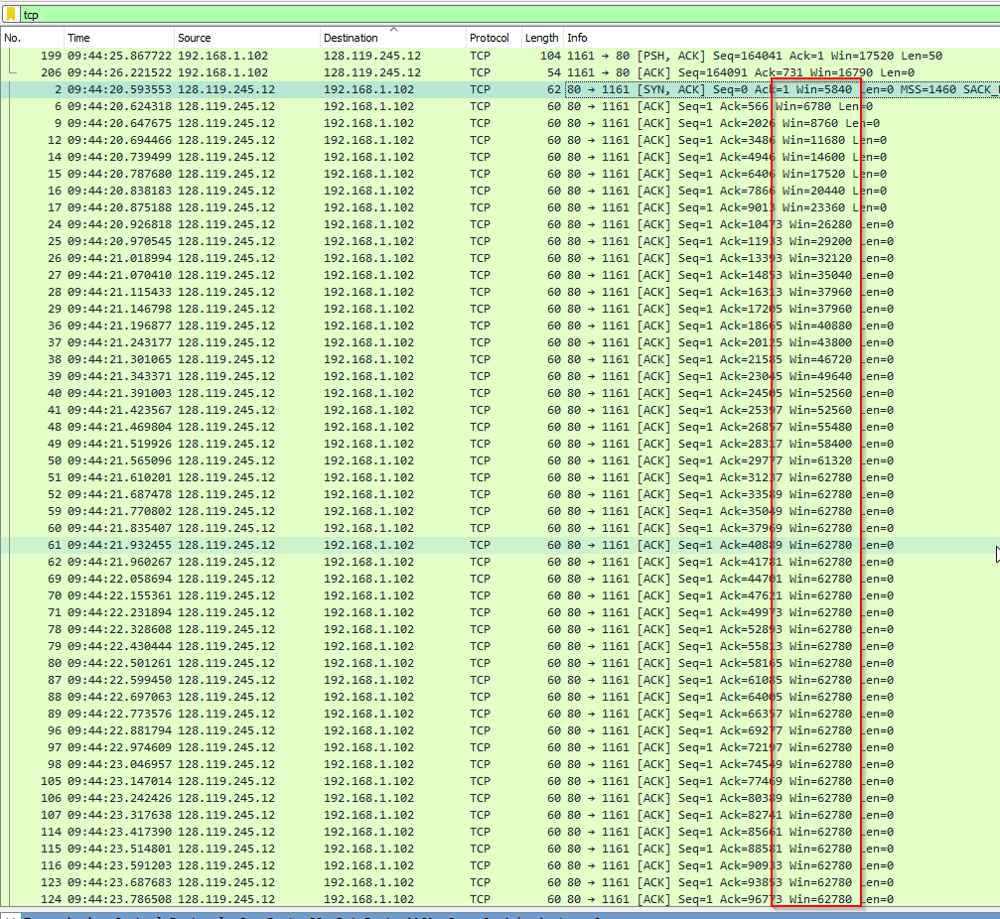 tcp
No. Time Source Destination Protocol Length Info
199 09:44:25.867722 192.168.1.102 128.119.245.12 TCP 104 1161 → 80 [PSH, ACK] Seq=164041 Ack=1 Win=17520 Len=50
206 09:44:26.221522 192.168.1.102 128.119.245.12 TCP 54 1161 → 80 [ACK] Seq=164091 Ack=731 Win=16790 Len=0
2 09:44:20.593553 128.119.245.12 192.168.1.102 TCP 62 80 → 1161 [SYN, ACK] Seq=0 Ack=1 Win=5840 Len=0 MSS=1460
6 09:44:20.624318 128.119.245.12 192.168.1.102 TCP 60 80 → 1161 [ACK] Seq=1 Ack=566 Win=6780 Len=0
9 09:44:20.647675 128.119.245.12 192.168.1.102 TCP 60 80 → 1161 [ACK] Seq=1 Ack=2026 Win=8760 Len=0
12 09:44:20.694466 128.119.245.12 192.168.1.102 TCP 60 80 → 1161 [ACK] Seq=1 Ack=3486 Win=11680 Len=0
14 09:44:20.739499 128.119.245.12 192.168.1.102 TCP 60 80 → 1161 [ACK] Seq=1 Ack=4946 Win=14600 Len=0
15 09:44:20.787680 128.119.245.12 192.168.1.102 TCP 60 80 → 1161 [ACK] Seq=1 Ack=6406 Win=17520 Len=0
16 09:44:20.838183 128.119.245.12 192.168.1.102 TCP 60 80 → 1161 [ACK] Seq=1 Ack=7866 Win=20440 Len=0
17 09:44:20.875188 128.119.245.12 192.168.1.102 TCP 60 80 → 1161 [ACK] Seq=1 Ack=9013 Win=23360 Len=0
24 09:44:20.926818 128.119.245.12 192.168.1.102 TCP 60 80 → 1161 [ACK] Seq=1 Ack=10473 Win=26280 Len=0
25 09:44:20.970545 128.119.245.12 192.168.1.102 TCP 60 80 → 1161 [ACK] Seq=1 Ack=11933 Win=29200 Len=0
26 09:44:21.018994 128.119.245.12 192.168.1.102 TCP 60 80 → 1161 [ACK] Seq=1 Ack=13393 Win=32120 Len=0
27 09:44:21.070410 128.119.245.12 192.168.1.102 TCP 60 80 → 1161 [ACK] Seq=1 Ack=14853 Win=35040 Len=0
28 09:44:21.115433 128.119.245.12 192.168.1.102 TCP 60 80 → 1161 [ACK] Seq=1 Ack=16313 Win=37960 Len=0
29 09:44:21.146798 128.119.245.12 192.168.1.102 TCP 60 80 → 1161 [ACK] Seq=1 Ack=17205 Win=37960 Len=0
36 09:44:21.196877 128.119.245.12 192.168.1.102 TCP 60 80 → 1161 [ACK] Seq=1 Ack=18665 Win=40880 Len=0
37 09:44:21.243177 128.119.245.12 192.168.1.102 TCP 60 80 → 1161 [ACK] Seq=1 Ack=20125 Win=43800 Len=0
38 09:44:21.301065 128.119.245.12 192.168.1.102 TCP 60 80 → 1161 [ACK] Seq=1 Ack=21585 Win=46720 Len=0
39 09:44:21.343371 128.119.245.12 192.168.1.102 TCP 60 80 → 1161 [ACK] Seq=1 Ack=23045 Win=49640 Len=0
40 09:44:21.391003 128.119.245.12 192.168.1.102 TCP 60 80 → 1161 [ACK] Seq=1 Ack=24505 Win=52560 Len=0
41 09:44:21.423567 128.119.245.12 192.168.1.102 TCP 60 80 → 1161 [ACK] Seq=1 Ack=25397 Win=52560 Len=0
48 09:44:21.469804 128.119.245.12 192.168.1.102 TCP 60 80 → 1161 [ACK] Seq=1 Ack=26857 Win=55480 Len=0
49 09:44:21.519926 128.119.245.12 192.168.1.102 TCP 60 80 → 1161 [ACK] Seq=1 Ack=28317 Win=58400 Len=0
50 09:44:21.565096 128.119.245.12 192.168.1.102 TCP 60 80 → 1161 [ACK] Seq=1 Ack=29777 Win=61320 Len=0
51 09:44:21.610201 128.119.245.12 192.168.1.102 TCP 60 80 → 1161 [ACK] Seq=1 Ack=31237 Win=62780 Len=0
52 09:44:21.687478 128.119.245.12 192.168.1.102 TCP 60 80 → 1161 [ACK] Seq=1 Ack=33589 Win=62780 Len=0
59 09:44:21.770802 128.119.245.12 192.168.1.102 TCP 60 80 → 1161 [ACK] Seq=1 Ack=35049 Win=62780 Len=0
60 09:44:21.835407 128.119.245.12 192.168.1.102 TCP 60 80 → 1161 [ACK] Seq=1 Ack=37969 Win=62780 Len=0
61 09:44:21.932455 128.119.245.12 192.168.1.102 TCP 60 80 → 1161 [ACK] Seq=1 Ack=40889 Win=62780 Len=0
62 09:44:21.960267 128.119.245.12 192.168.1.102 TCP 60 80 → 1161 [ACK] Seq=1 Ack=41781 Win=62780 Len=0
69 09:44:22.058694 128.119.245.12 192.168.1.102 TCP 60 80 → 1161 [ACK] Seq=1 Ack=44701 Win=62780 Len=0
70 09:44:22.155361 128.119.245.12 192.168.1.102 TCP 60 80 → 1161 [ACK] Seq=1 Ack=47621 Win=62780 Len=0
71 09:44:22.231894 128.119.245.12 192.168.1.102 TCP 60 80 → 1161 [ACK] Seq=1 Ack=49973 Win=62780 Len=0
78 09:44:22.328608 128.119.245.12 192.168.1.102 TCP 60 80 → 1161 [ACK] Seq=1 Ack=52893 Win=62780 Len=0
79 09:44:22.430444 128.119.245.12 192.168.1.102 TCP 60 80 → 1161 [ACK] Seq=1 Ack=55813 Win=62780 Len=0
80 09:44:22.501261 128.119.245.12 192.168.1.102 TCP 60 80 → 1161 [ACK] Seq=1 Ack=58165 Win=62780 Len=0
87 09:44:22.599450 128.119.245.12 192.168.1.102 TCP 60 80 → 1161 [ACK] Seq=1 Ack=61085 Win=62780 Len=0
88 09:44:22.697063 128.119.245.12 192.168.1.102 TCP 60 80 → 1161 [ACK] Seq=1 Ack=64005 Win=62780 Len=0
89 09:44:22.773576 128.119.245.12 192.168.1.102 TCP 60 80 → 1161 [ACK] Seq=1 Ack=66357 Win=62780 Len=0
96 09:44:22.881794 128.119.245.12 192.168.1.102 TCP 60 80 → 1161 [ACK] Seq=1 Ack=69277 Win=62780 Len=0
97 09:44:22.974609 128.119.245.12 192.168.1.102 TCP 60 80 → 1161 [ACK] Seq=1 Ack=72197 Win=62780 Len=0
98 09:44:23.046957 128.119.245.12 192.168.1.102 TCP 60 80 → 1161 [ACK] Seq=1 Ack=74549 Win=62780 Len=0
105 09:44:23.147014 128.119.245.12 192.168.1.102 TCP 60 80 → 1161 [ACK] Seq=1 Ack=77469 Win=62780 Len=0
106 09:44:23.242426 128.119.245.12 192.168.1.102 TCP 60 80 → 1161 [ACK] Seq=1 Ack=80389 Win=62780 Len=0
107 09:44:23.317638 128.119.245.12 192.168.1.102 TCP 60 80 → 1161 [ACK] Seq=1 Ack=82741 Win=62780 Len=0
114 09:44:23.417390 128.119.245.12 192.168.1.102 TCP 60 80 → 1161 [ACK] Seq=1 Ack=85661 Win=62780 Len=0
115 09:44:23.514801 128.119.245.12 192.168.1.102 TCP 60 80 → 1161 [ACK] Seq=1 Ack=88581 Win=62780 Len=0
116 09:44:23.591203 128.119.245.12 192.168.1.102 TCP 60 80 → 1161 [ACK] Seq=1 Ack=90933 Win=62780 Len=0
123 09:44:23.687683 128.119.245.12 192.168.1.102 TCP 60 80 → 1161 [ACK] Seq=1 Ack=93853 Win=62780 Len=0
124 09:44:23.786508 128.119.245.12 192.168.1.102 TCP 60 80 → 1161 [ACK] Seq=1 Ack=96773 Win=62780 Len=0